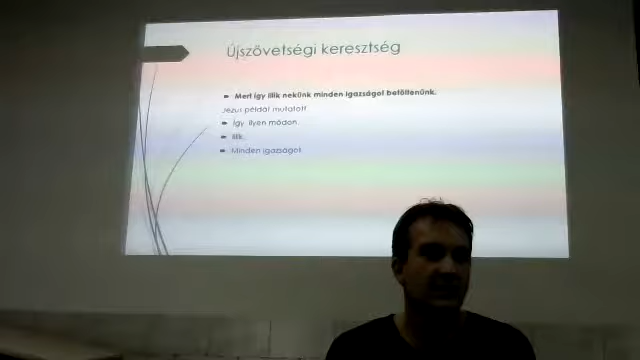 Újszövetségi keresztség
Mert így illik nekünk minden igazságot betöltenünk.
Jézus példát mutatott
Így, ilyen módon.
Illik.
Minden igazságot